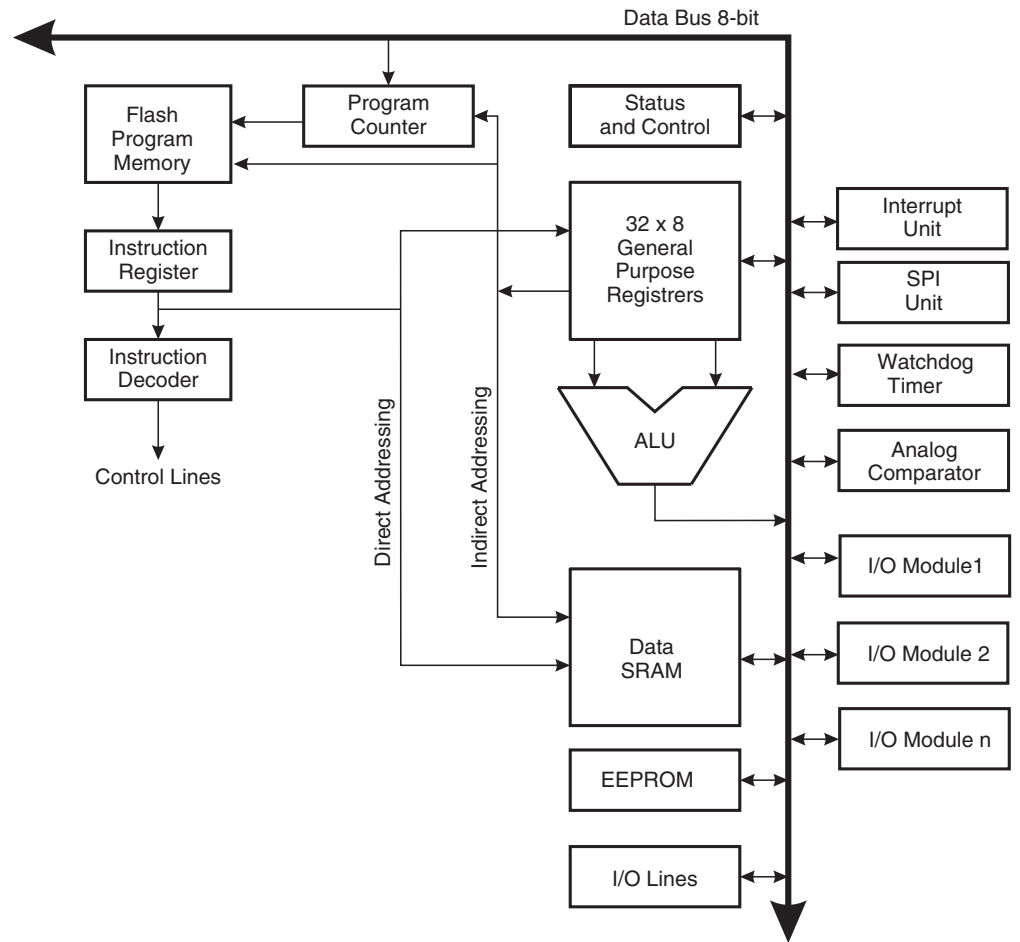 Data Bus 8-bit
Flash
Program
Memory
Program
Counter
Status
and Control
Interrupt
Unit
32 x 8
General
Purpose
Registrers
Instruction
Register
SPI
Unit
Instruction
Decoder
Watchdog
Timer
Control Lines
Direct Addressing
Indirect Addressing
ALU
Analog
Comparator
I/O Module1
Data
SRAM
I/O Module 2
I/O Module n
EEPROM
I/O Lines